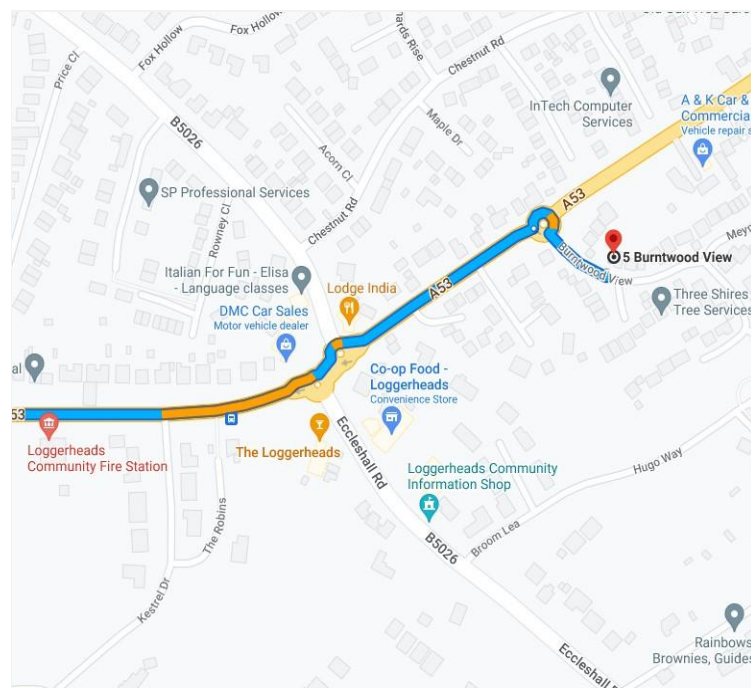 Fox Hollow
Fox Hollow
Price Cl
B5026
Chestnut Rd
Maple Dr
InTech Computer
Services
A & K Car &
Commercia
Vehicle repair s
Acorn Cl
SP Professional Services
Rowney Cl
Chestnut Rd
A53
5 Burntwood View
Burntwood View
Italian For Fun - Elisa
- Language classes
Lodge India
A53
Three Shires
Tree Services
DMC Car Sales
Motor vehicle dealer
al
Co-op Food -
Loggerheads
Convenience Store
53
Loggerheads
Community Fire Station
The Loggerheads
Eccleshall Rd
Loggerheads Community
Information Shop
Hugo Way
The Robins
B5026
Broom Lea
Kestrel Dr
Rainbows
Brownies, Guides